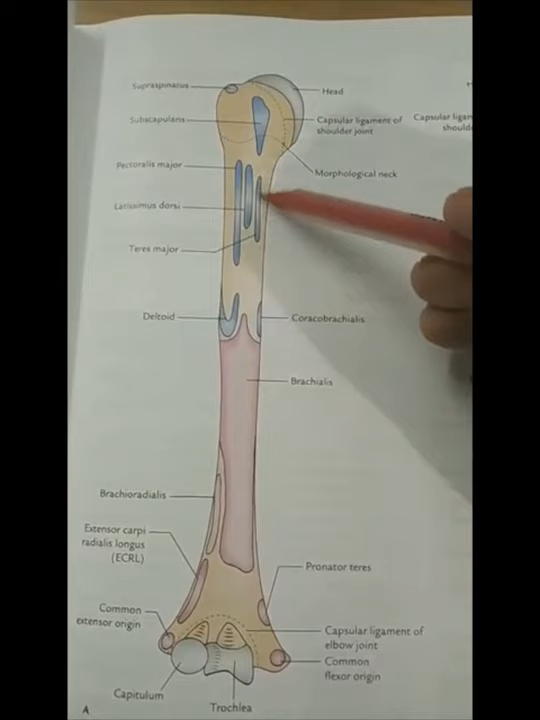 Supraspinatus
Head
Subscapularis
Capsular ligament of
shoulder joint
Capsular
Pectoralis major
Morphological neck
Latissimus dorsi
Teres major
Deltoid
Coracobrachialis
Brachialis
Brachioradialis
Extensor carpi
radialis longus
(ECRL)
Pronator teres
Common
extensor origin
Capsular ligament of
elbow joint
Common
flexor origin
Capitulum
Trochlea
A